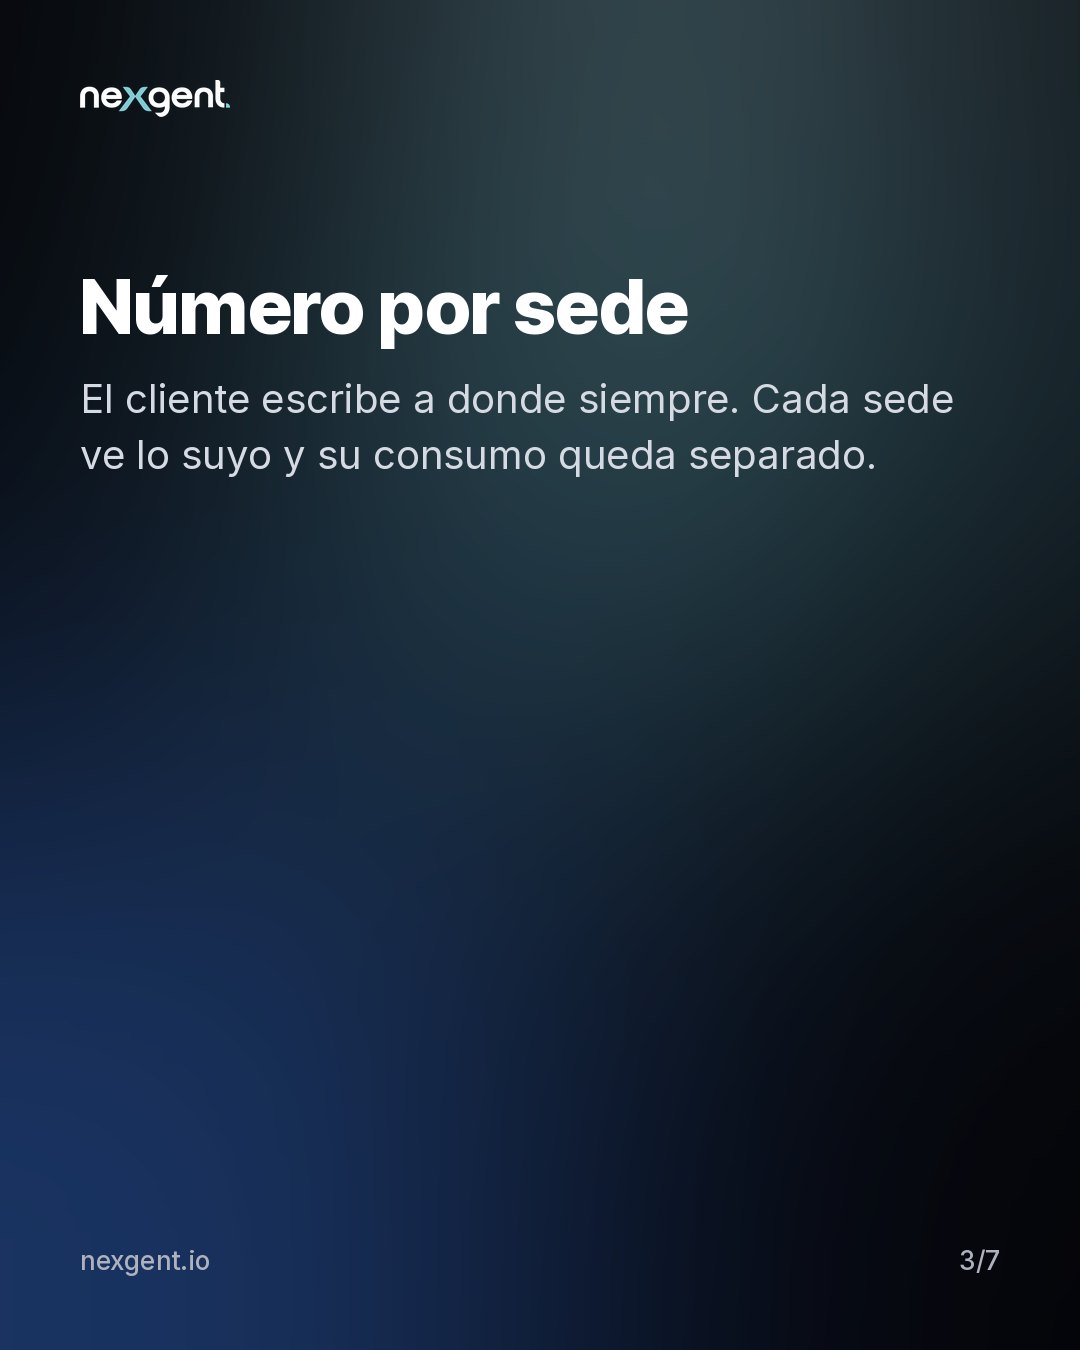 nexgent.
Número por sede
El cliente escribe a donde siempre. Cada sede
ve lo suyo y su consumo queda separado.
nexgent.io
3/7